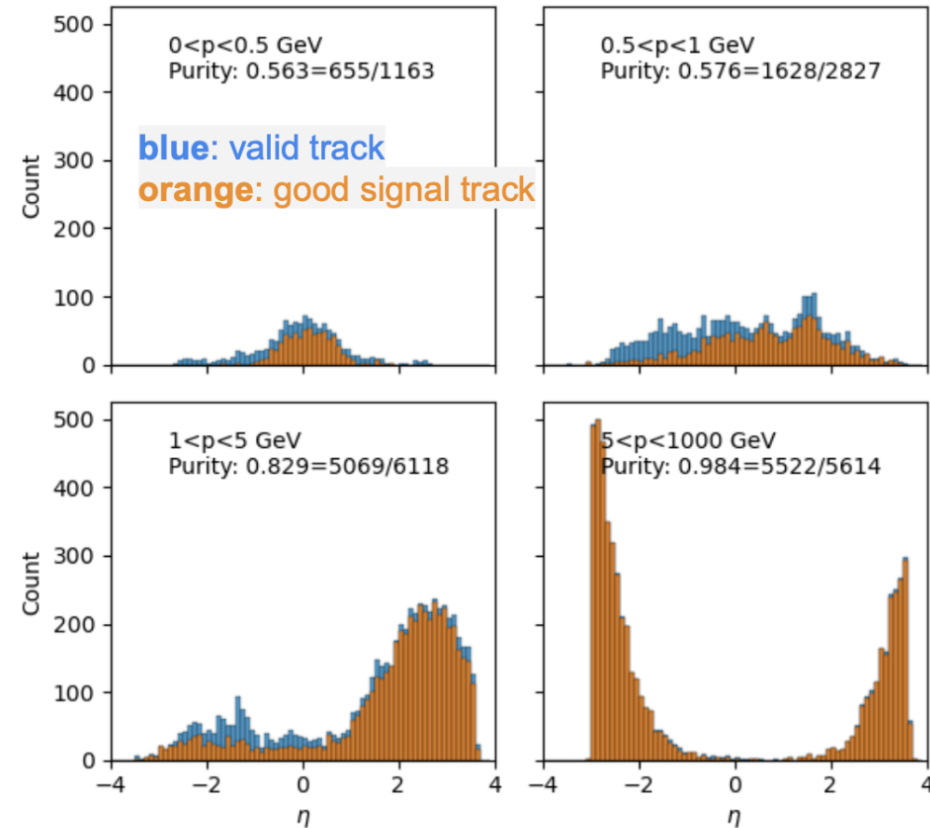 0<p<0.5 GeV
Purity: 0.563=655/1163
blue: valid track
orange: good signal track
500
400
300
200
100
0
Count
0.5<p<1 GeV
Purity: 0.576=1628/2827
1<p<5 GeV
Purity: 0.829=5069/6118
500
400
300
200
100
0
Count
−4
−2
0
2
4
η
5<p<1000 GeV
Purity: 0.984=5522/5614
−4
−2
0
2
4
η